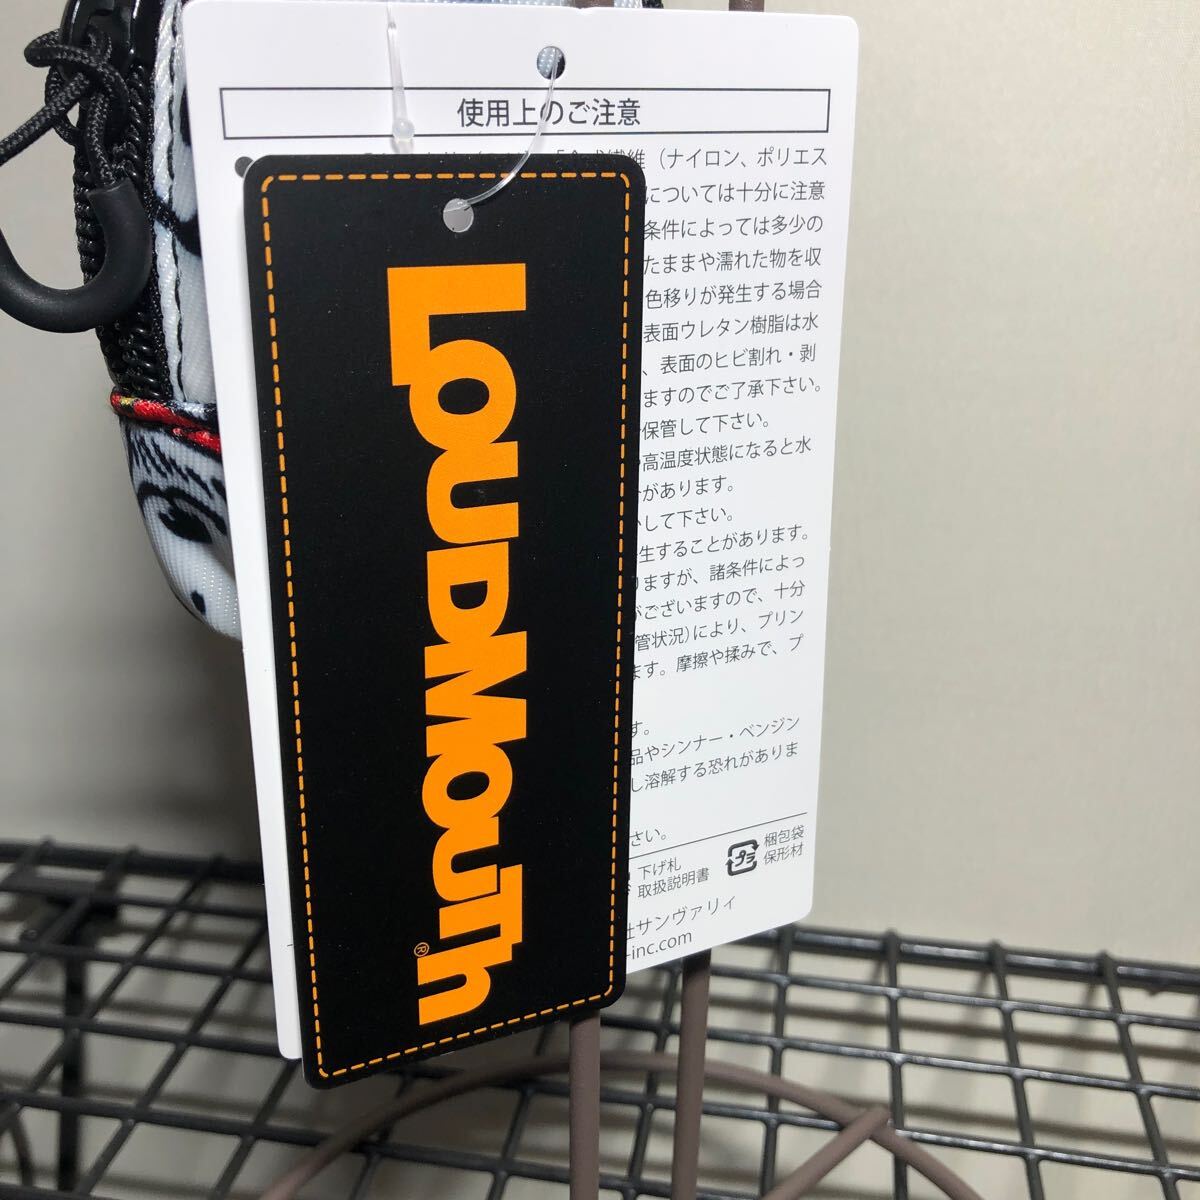 使用上のご注意
維（ナイロン、ポリエス
については十分に注意
条件によっては多少の
たままや濡れた物を収
色移りが発生する場合
表面ウレタン樹脂は水
、表面のヒビ割れ・剥
ますのでご了承下さい。
保管して下さい。
高温度状態になると水
があります。
して下さい。
生することがあります。
りますが、諸条件によっ
がございますので、十分
管状況)により、プリン
ます。摩擦や揉みで、プ
す。
品やシンナー・ベンジン
し溶解する恐れがありま
さい。
下げ札
取扱説明書
プラ
梱包袋
保形材
社サンヴァリィ
-inc.com
LOUDMOUTH®